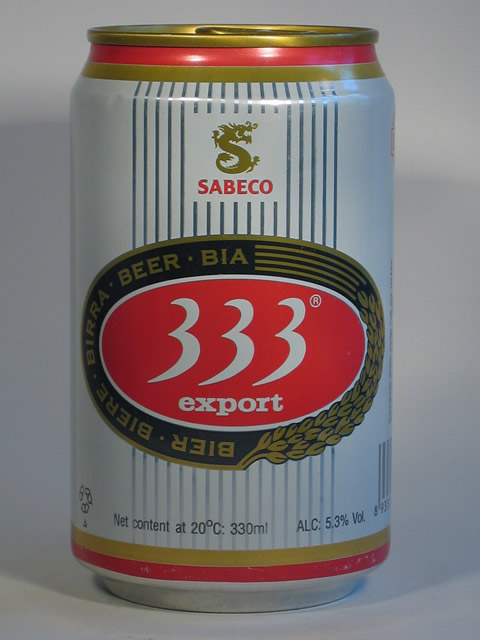 SABECO
BIER · BIERE · BIRRA · BEER · BIA
333®
export
Net content at 20°C: 330ml
ALC: 5.3% Vol.